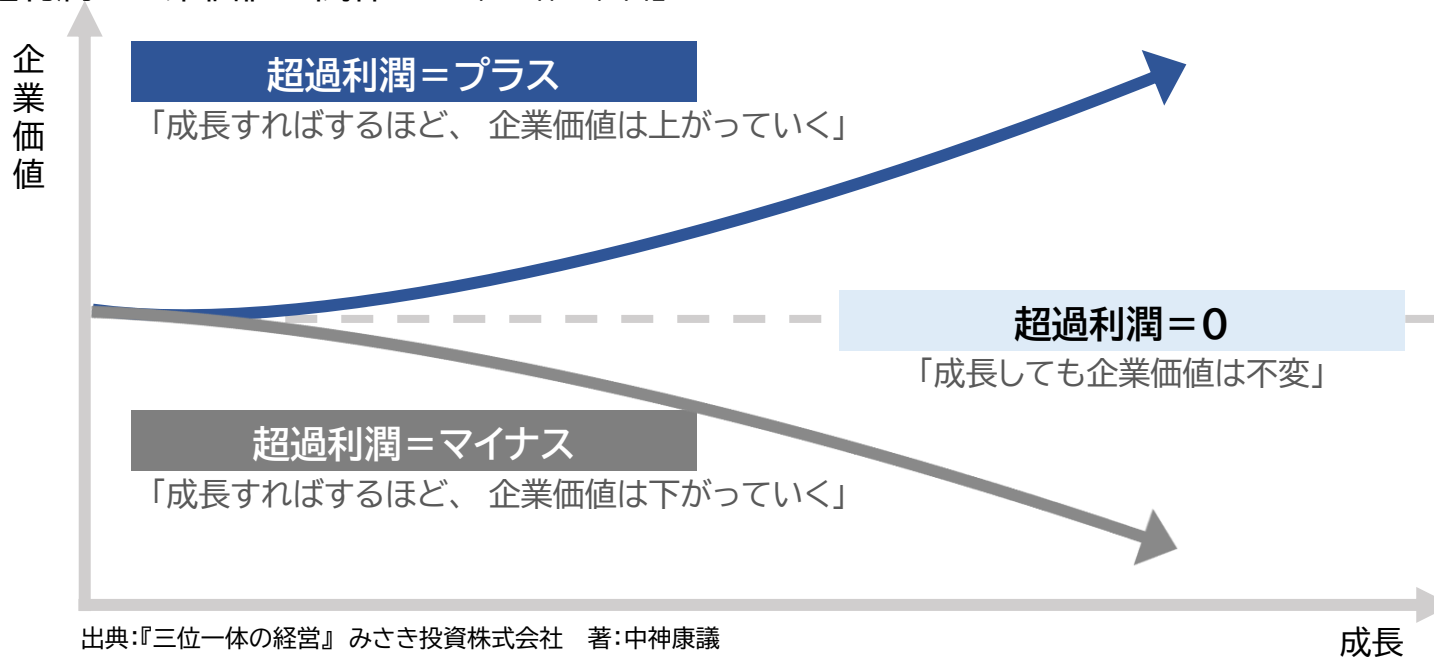 企業価値
超過利潤＝プラス
「成長すればするほど、 企業価値は上がっていく」
超過利潤＝０
「成長しても企業価値は不変」
超過利潤＝マイナス
「成長すればするほど、 企業価値は下がっていく」
出典：『三位一体の経営』 みさき投資株式会社　著：中神康議
成長